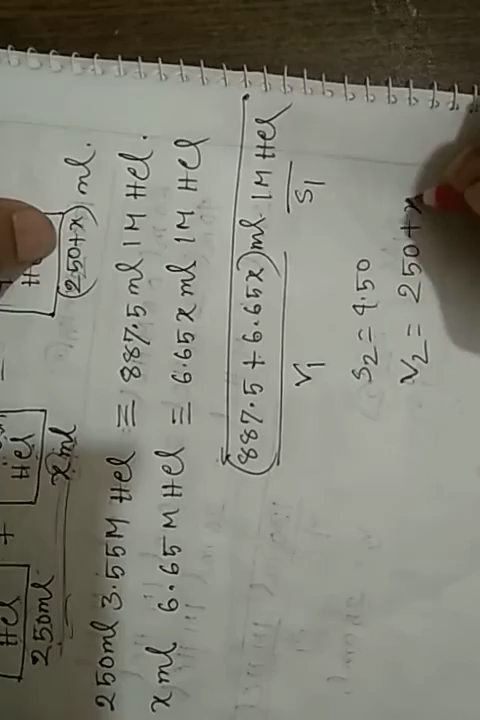 HCl + HCl HCl
250ml x ml (250+x) ml.
250ml 3.55M HCl ≡ 887.5 ml 1M HCl.
x ml 6.65 M HCl ≡ 6.65x ml 1M HCl
(887.5 + 6.65x) ml 1M HCl
V1 S1
S2 = 4.50
V2 = 250+x